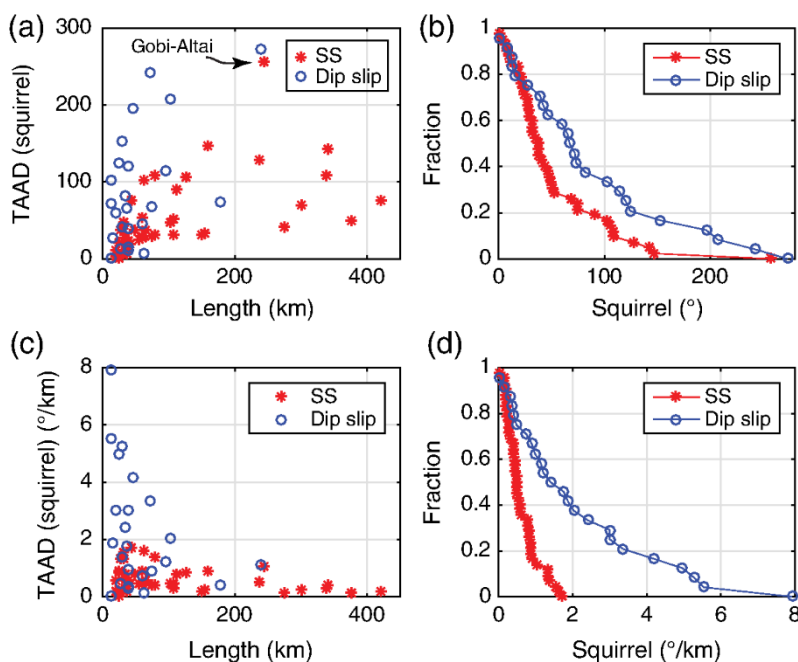 (a)
TAAD (squirrel)
300
200
100
0
0 200 400
Length (km)
Gobi-Altai
SS
Dip slip
(b)
Fraction
1
0.8
0.6
0.4
0.2
0
0 100 200
Squirrel (°)
SS
Dip slip
(c)
TAAD (squirrel) (°/km)
8
6
4
2
0
0 200 400
Length (km)
SS
Dip slip
(d)
Fraction
1
0.8
0.6
0.4
0.2
0
0 2 4 6 8
Squirrel (°/km)
SS
Dip slip